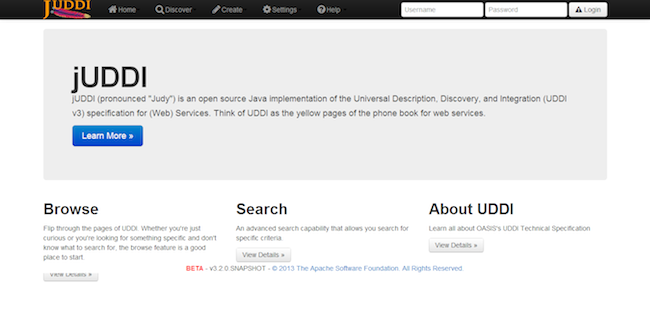 jUDDI Home Discover Create Settings Help Username Password Login
jUDDI
jUDDI (pronounced "Judy") is an open source Java implementation of the Universal Description, Discovery, and Integration (UDDI
v3) specification for (Web) Services. Think of UDDI as the yellow pages of the phone book for web services.
Learn More »
Browse
Flip through the pages of UDDI. Whether you're just
curious or you're looking for something specific and don't
know what to search for, the browse feature is a good
place to start.
View Details »
Search
An advanced search capability that allows you search for
specific criteria.
View Details »
About UDDI
Learn all about OASIS's UDDI Technical Specification
View Details »
BETA - v3.2.0.SNAPSHOT - © 2013 The Apache Software Foundation. All Rights Reserved.